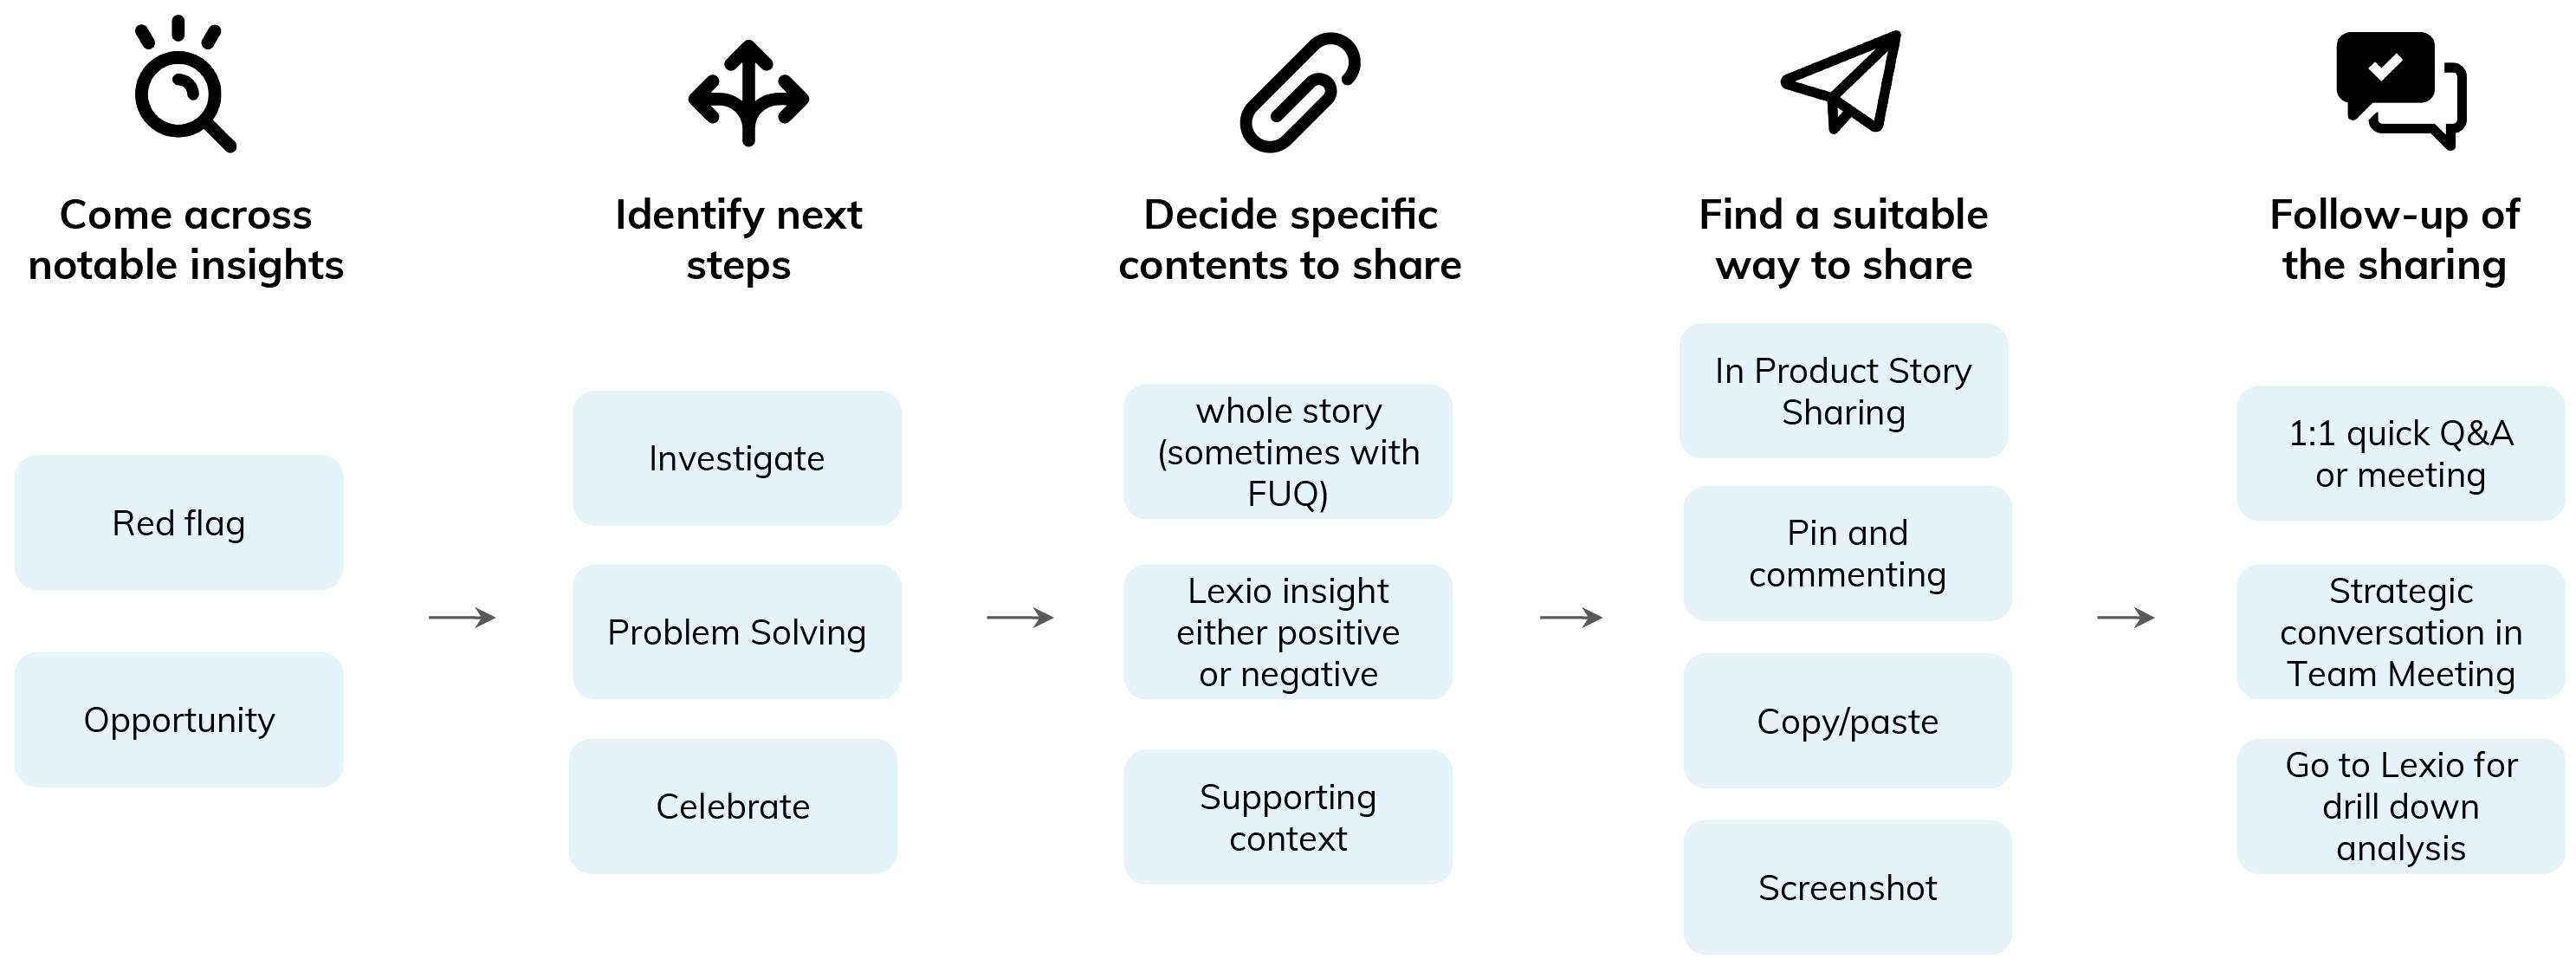 Come across
notable insights
Red flag
Opportunity
Identify next
steps
Investigate
Problem Solving
Celebrate
Decide specific
contents to share
whole story
(sometimes with
FUQ)
Lexio insight
either positive
or negative
Supporting
context
Find a suitable
way to share
In Product Story
Sharing
Pin and
commenting
Copy/paste
Screenshot
Follow-up of
the sharing
1:1 quick Q&A
or meeting
Strategic
conversation in
Team Meeting
Go to Lexio for
drill down
analysis